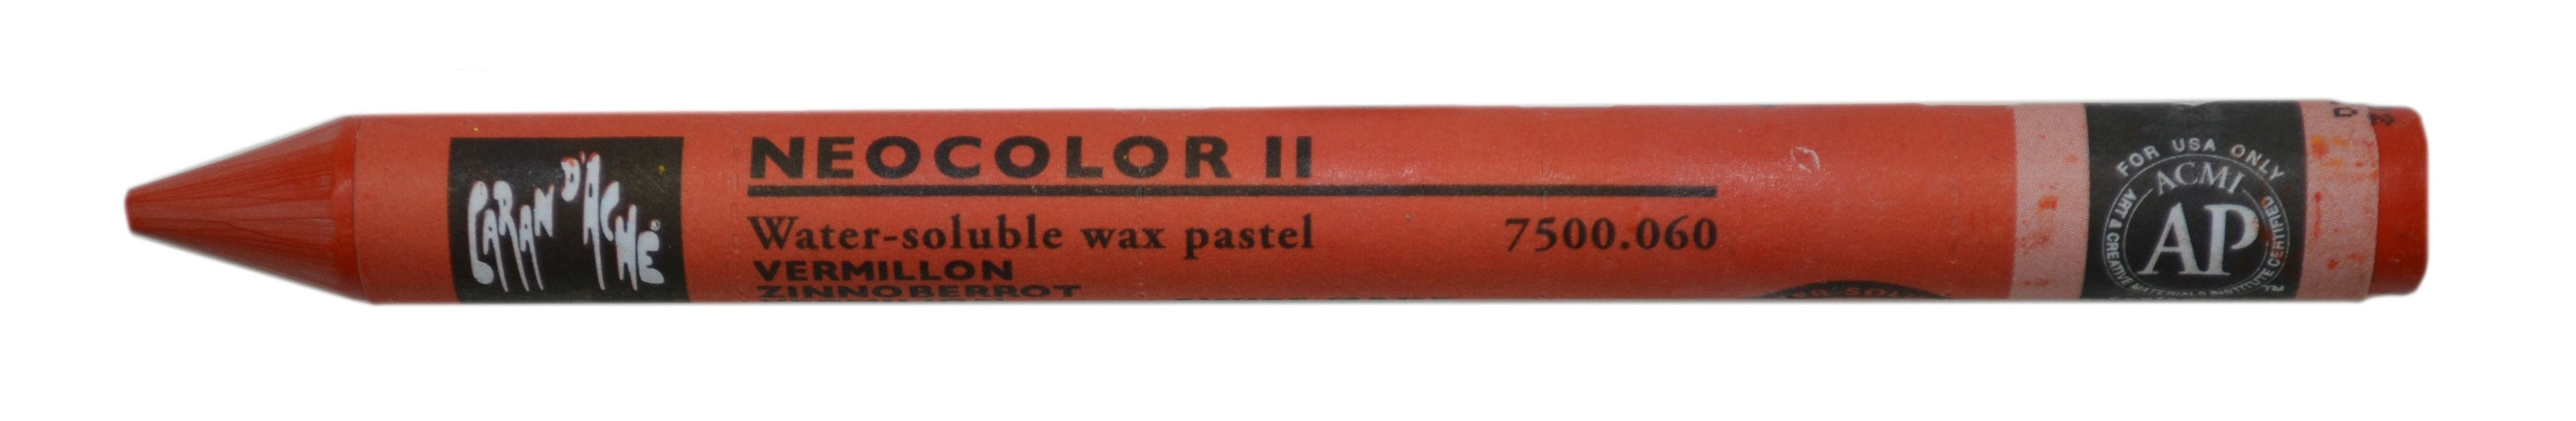 CARAN D'ACHE®
NEOCOLOR II
Water-soluble wax pastel 7500.060
VERMILLON
ZINNOBERROT
FOR USA ONLY
ACMI
AP
ART & CREATIVE MATERIALS INSTITUTE CERTIFIED
TM